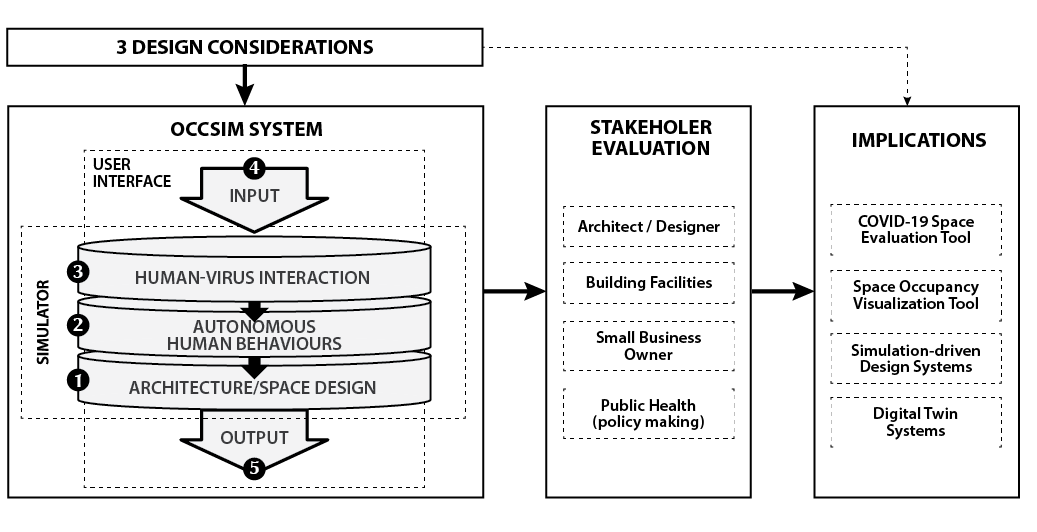 3 DESIGN CONSIDERATIONS
OCCSIM SYSTEM
USER
INTERFACE
4
INPUT
SIMULATOR
3
HUMAN-VIRUS INTERACTION
2
AUTONOMOUS
HUMAN BEHAVIOURS
1
ARCHITECTURE/SPACE DESIGN
OUTPUT
5
STAKEHOLER
EVALUATION
Architect / Designer
Building Facilities
Small Business
Owner
Public Health
(policy making)
IMPLICATIONS
COVID-19 Space
Evaluation Tool
Space Occupancy
Visualization Tool
Simulation-driven
Design Systems
Digital Twin
Systems